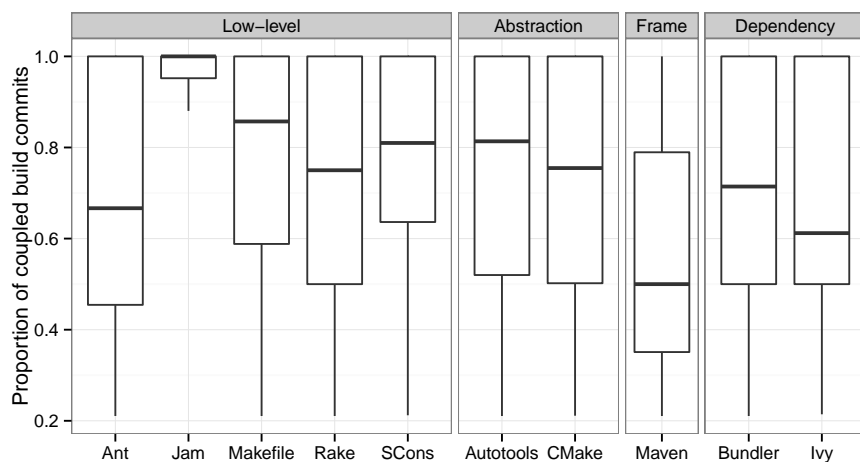 Low−level Abstraction Frame Dependency
Proportion of coupled build commits
1.0
0.8
0.6
0.4
0.2
Ant Jam Makefile Rake SCons Autotools CMake Maven Bundler Ivy